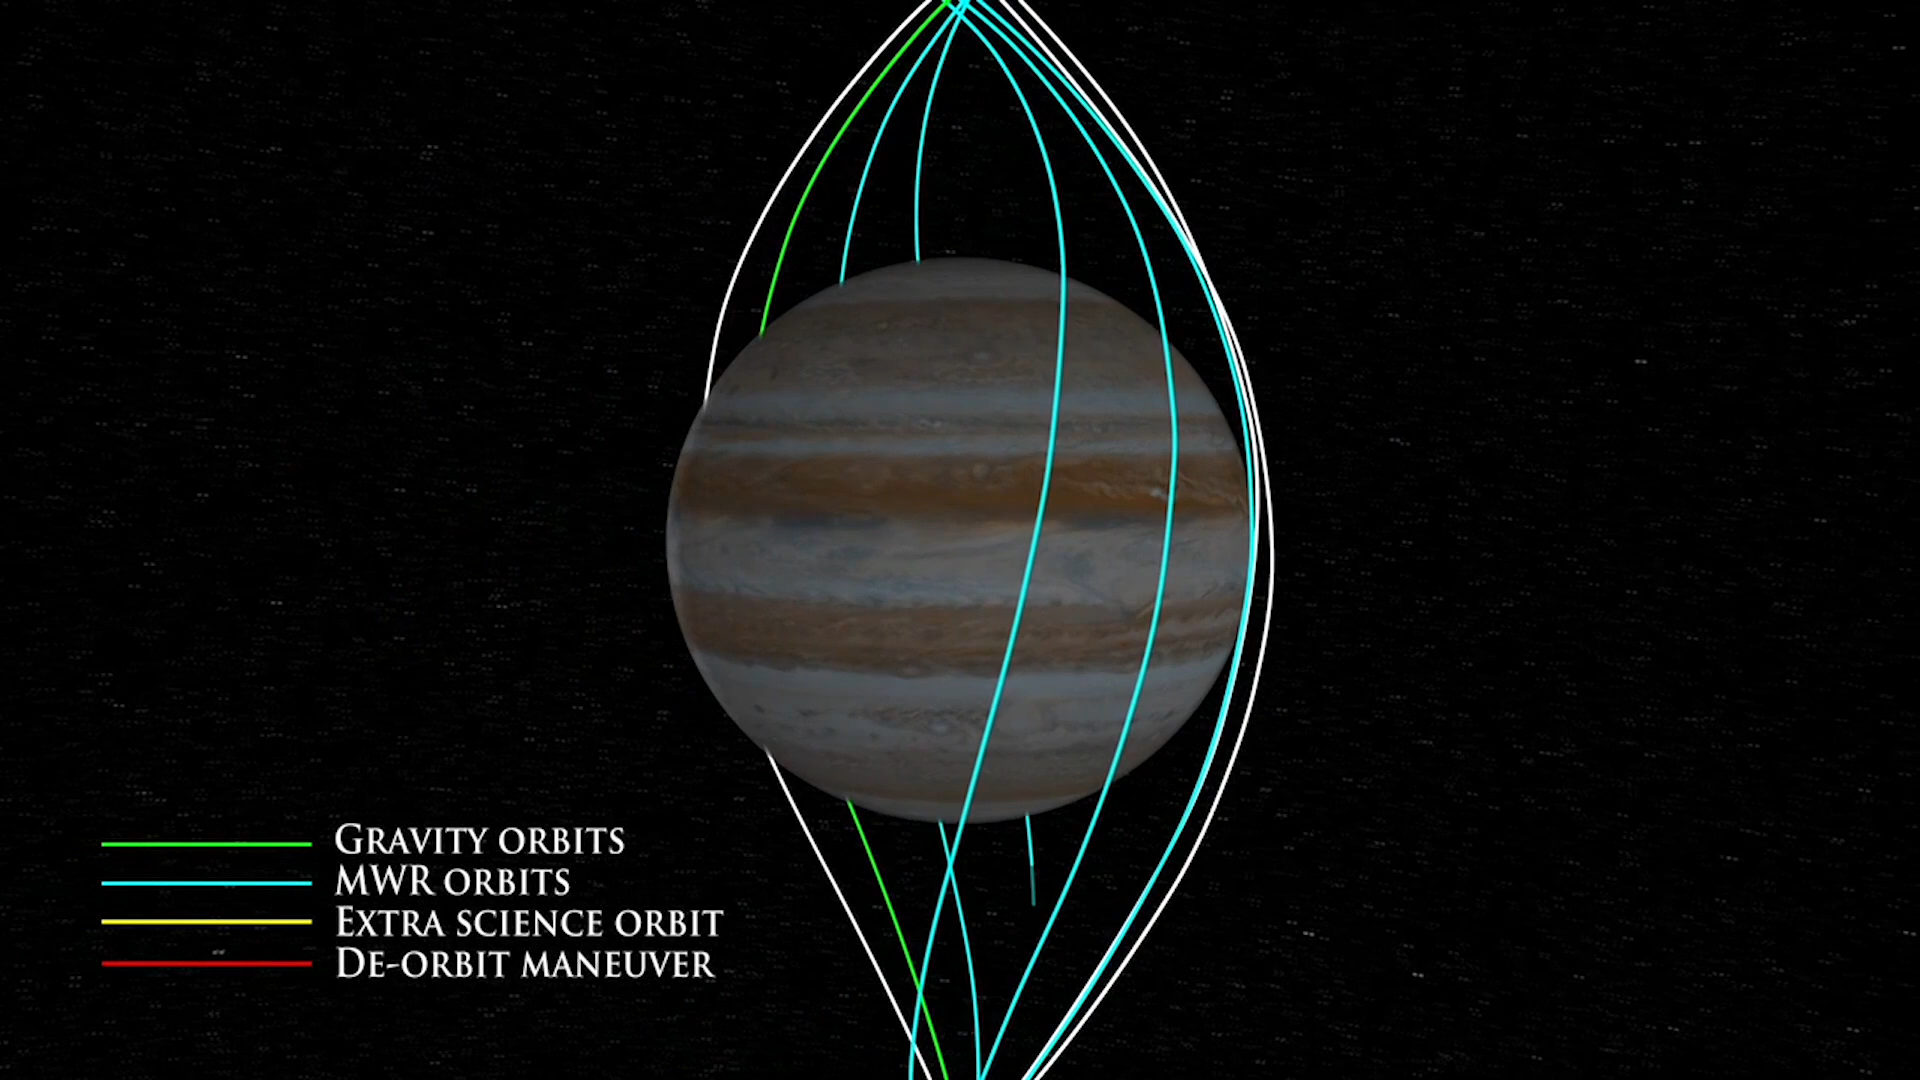 Gravity orbits
MWR orbits
Extra science orbit
De-orbit maneuver